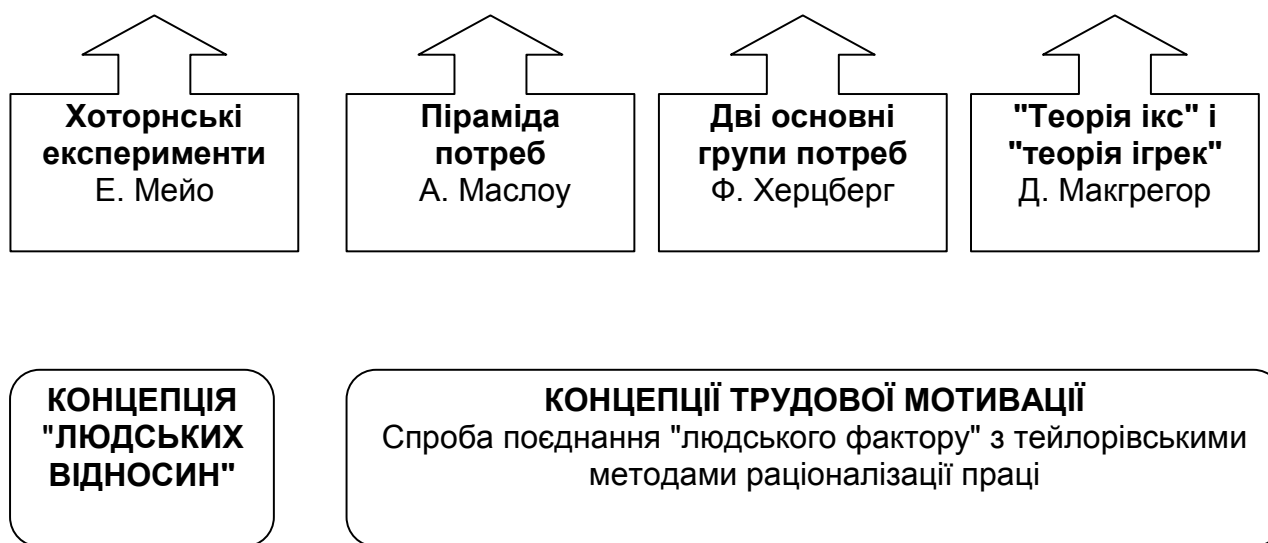 Хоторнські
експерименти
Е. Мейо
Піраміда
потреб
А. Маслоу
Дві основні
групи потреб
Ф. Херцберг
"Теорія ікс" і
"теорія ігрек"
Д. Макгрегор
КОНЦЕПЦІЯ
"ЛЮДСЬКИХ
ВІДНОСИН"
КОНЦЕПЦІЇ ТРУДОВОЇ МОТИВАЦІЇ
Спроба поєднання "людського фактору" з тейлорівськими
методами раціоналізації праці